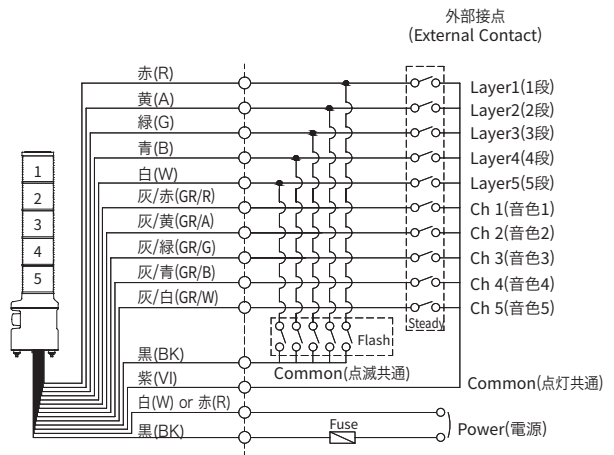 外部接点
(External Contact)
赤(R)
黄(A)
緑(G)
青(B)
白(W)
灰/赤(GR/R)
灰/黄(GR/A)
灰/緑(GR/G)
灰/青(GR/B)
灰/白(GR/W)
Layer1(1段)
Layer2(2段)
Layer3(3段)
Layer4(4段)
Layer5(5段)
Ch 1(音色1)
Ch 2(音色2)
Ch 3(音色3)
Ch 4(音色4)
Ch 5(音色5)
1
2
3
4
5
Steady
Flash
黒(BK)
Common(点滅共通)
紫(VI)
Common(点灯共通)
白(W) or 赤(R)
黒(BK)
Fuse
Power(電源)